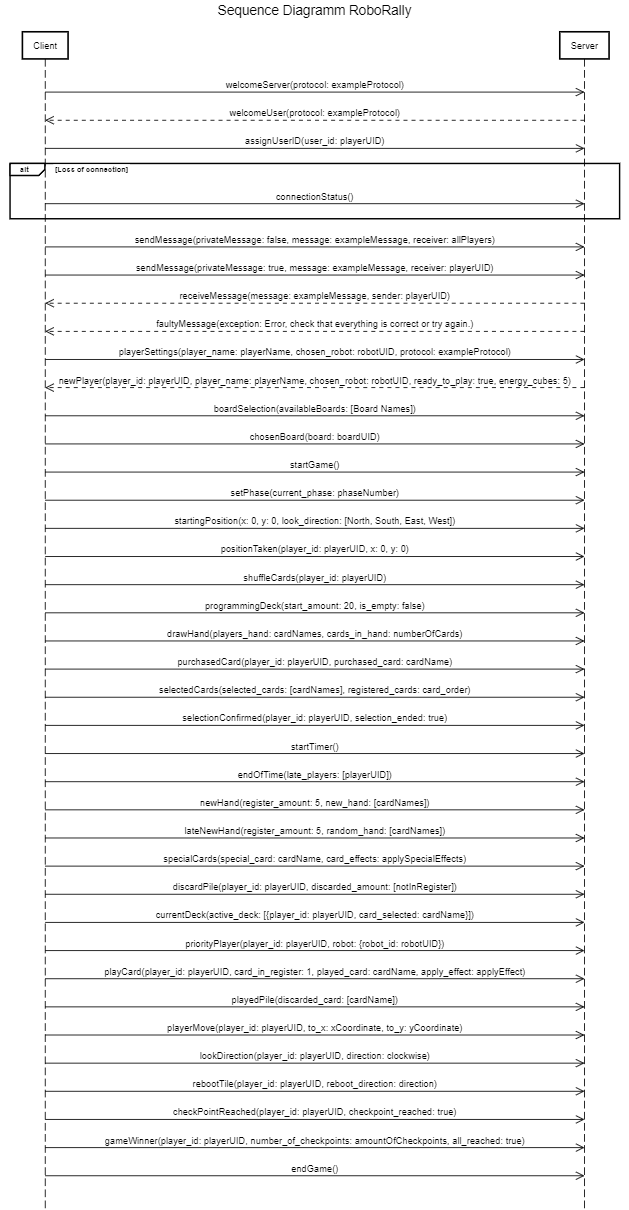 Sequence Diagramm RoboRally
Client
Server
welcomeServer(protocol: exampleProtocol)
welcomeUser(protocol: exampleProtocol)
assignUserID(user_id: playerUID)
alt
[Loss of connection]
connectionStatus()
sendMessage(privateMessage: false, message: exampleMessage, receiver: allPlayers)
sendMessage(privateMessage: true, message: exampleMessage, receiver: playerUID)
receiveMessage(message: exampleMessage, sender: playerUID)
faultyMessage(exception: Error, check that everything is correct or try again.)
playerSettings(player_name: playerName, chosen_robot: robotUID, protocol: exampleProtocol)
newPlayer(player_id: playerUID, player_name: playerName, chosen_robot: robotUID, ready_to_play: true, energy_cubes: 5)
boardSelection(availableBoards: [Board Names])
chosenBoard(board: boardUID)
startGame()
setPhase(current_phase: phaseNumber)
startingPosition(x: 0, y: 0, look_direction: [North, South, East, West])
positionTaken(player_id: playerUID, x: 0, y: 0)
shuffleCards(player_id: playerUID)
programmingDeck(start_amount: 20, is_empty: false)
drawHand(players_hand: cardNames, cards_in_hand: numberOfCards)
purchasedCard(player_id: playerUID, purchased_card: cardName)
selectedCards(selected_cards: [cardNames], registered_cards: card_order)
selectionConfirmed(player_id: playerUID, selection_ended: true)
startTimer()
endOfTime(late_players: [playerUID])
newHand(register_amount: 5, new_hand: [cardNames])
lateNewHand(register_amount: 5, random_hand: [cardNames])
specialCards(special_card: cardName, card_effects: applySpecialEffects)
discardPile(player_id: playerUID, discarded_amount: [notInRegister])
currentDeck(active_deck: [{player_id: playerUID, card_selected: cardName}])
priorityPlayer(player_id: playerUID, robot: {robot_id: robotUID})
playCard(player_id: playerUID, card_in_register: 1, played_card: cardName, apply_effect: applyEffect)
playedPile(discarded_card: [cardName])
playerMove(player_id: playerUID, to_x: xCoordinate, to_y: yCoordinate)
lookDirection(player_id: playerUID, direction: clockwise)
rebootTile(player_id: playerUID, reboot_direction: direction)
checkPointReached(player_id: playerUID, checkpoint_reached: true)
gameWinner(player_id: playerUID, number_of_checkpoints: amountOfCheckpoints, all_reached: true)
endGame()